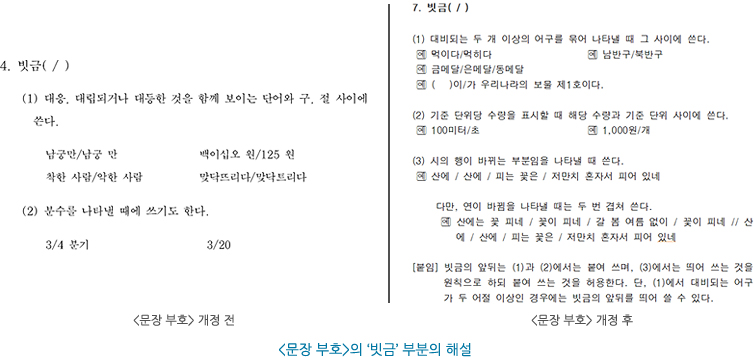 4. 빗금( / )
(1) 대응, 대립되거나 대등한 것을 함께 보이는 단어와 구, 절 사이에
쓴다.
남궁만/남궁 만 백이십오 원/125 원
착한 사람/악한 사람 맞닥뜨리다/맞닥트리다
(2) 분수를 나타낼 때에 쓰기도 한다.
3/4 분기 3/20
<문장 부호> 개정 전
7. 빗금( / )
(1) 대비되는 두 개 이상의 어구를 묶어 나타낼 때 그 사이에 쓴다.
예 먹이다/먹히다 예 남반구/북반구
예 금메달/은메달/동메달
예 ( )이/가 우리나라의 보물 제1호이다.
(2) 기준 단위당 수량을 표시할 때 해당 수량과 기준 단위 사이에 쓴다.
예 100미터/초 예 1,000원/개
(3) 시의 행이 바뀌는 부분임을 나타낼 때 쓴다.
예 산에 / 산에 / 피는 꽃은 / 저만치 혼자서 피어 있네
다만, 연이 바뀜을 나타낼 때는 두 번 겹쳐 쓴다.
예 산에는 꽃 피네 / 꽃이 피네 / 갈 봄 여름 없이 / 꽃이 피네 // 산
에 / 산에 / 피는 꽃은 / 저만치 혼자서 피어 있네
[붙임] 빗금의 앞뒤는 (1)과 (2)에서는 붙여 쓰며, (3)에서는 띄어 쓰는 것을
원칙으로 하되 붙여 쓰는 것을 허용한다. 단, (1)에서 대비되는 어구
가 두 어절 이상인 경우에는 빗금의 앞뒤를 띄어 쓸 수 있다.
<문장 부호> 개정 후
<문장 부호>의 ‘빗금’ 부분의 해설